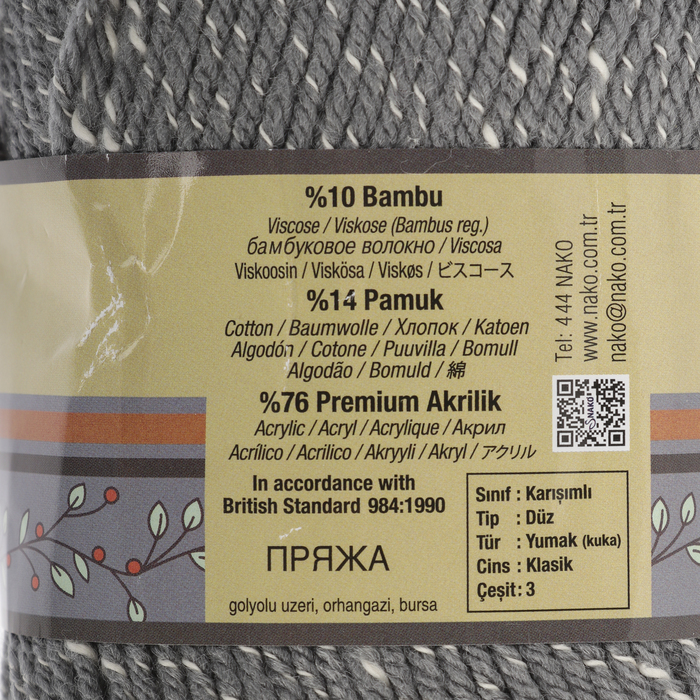 %10 Bambu
Viscose / Viskose (Bambus reg.)
бамбуковое волокно / Viscosa
Viskoosin / Viskösa / Viskøs / ビスコース
%14 Pamuk
Cotton / Baumwolle / Хлопок / Katoen
Algodón / Cotone / Puuvilla / Bomull
Algodão / Bomuld / 綿
%76 Premium Akrilik
Acrylic / Acryl / Acrylique / Акрил
Acrílico / Acrilico / Akryyli / Akryl / アクリル
In accordance with
British Standard 984:1990
ПРЯЖА
golyolu uzeri, orhangazi, bursa
Tel: 4 44 NAKO
www.nako.com.tr
nako@nako.com.tr
NAKO
Sınıf : Karışımlı
Tip : Düz
Tür : Yumak (kuka)
Cins : Klasik
Çeşit : 3